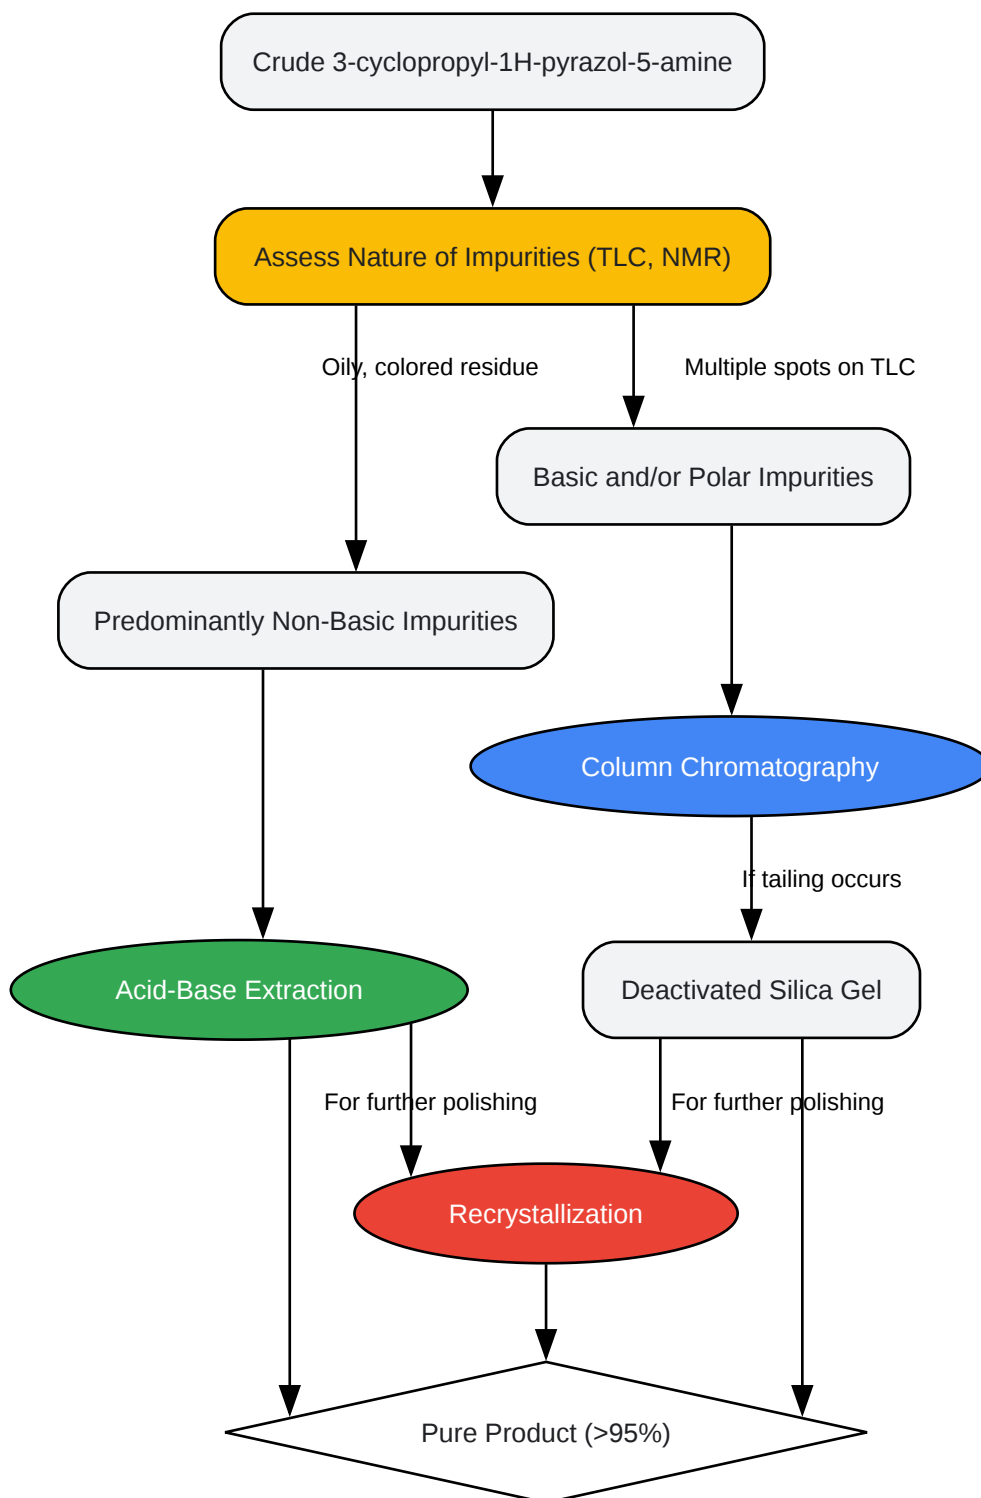 Crude 3-cyclopropyl-1H-pyrazol-5-amine
Assess Nature of Impurities (TLC, NMR)
Oily, colored residue
Multiple spots on TLC
Basic and/or Polar Impurities
Predominantly Non-Basic Impurities
Column Chromatography
If tailing occurs
Acid-Base Extraction
Deactivated Silica Gel
For further polishing
For further polishing
Recrystallization
Pure Product (>95%)